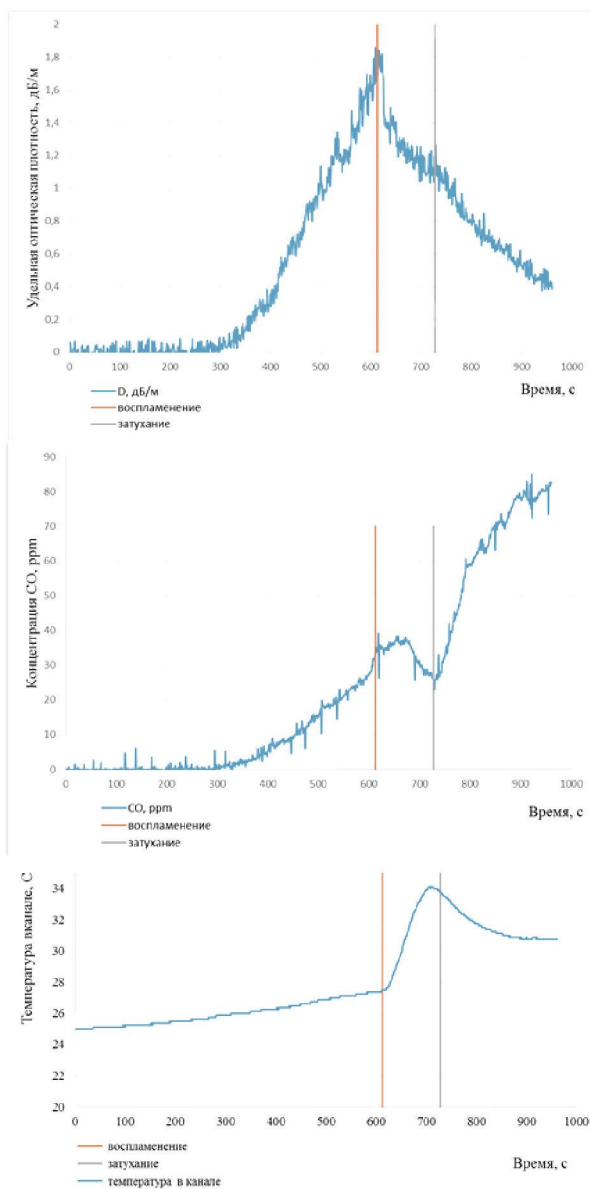 Удельная оптическая плотность, дБ/м
2
1,8
1,6
1,4
1,2
1
0,8
0,6
0,4
0,2
0
0 100 200 300 400 500 600 700 800 900 1000
Время, с
D, дБ/м
воспламенение
затухание
Концентрация СО, ppm
90
80
70
60
50
40
30
20
10
0
0 100 200 300 400 500 600 700 800 900 1000
Время, с
CO, ppm
воспламенение
затухание
Температура вканале, С
34
32
30
28
26
24
22
20
0 100 200 300 400 500 600 700 800 900 1000
Время, с
воспламенение
затухание
температура в канале